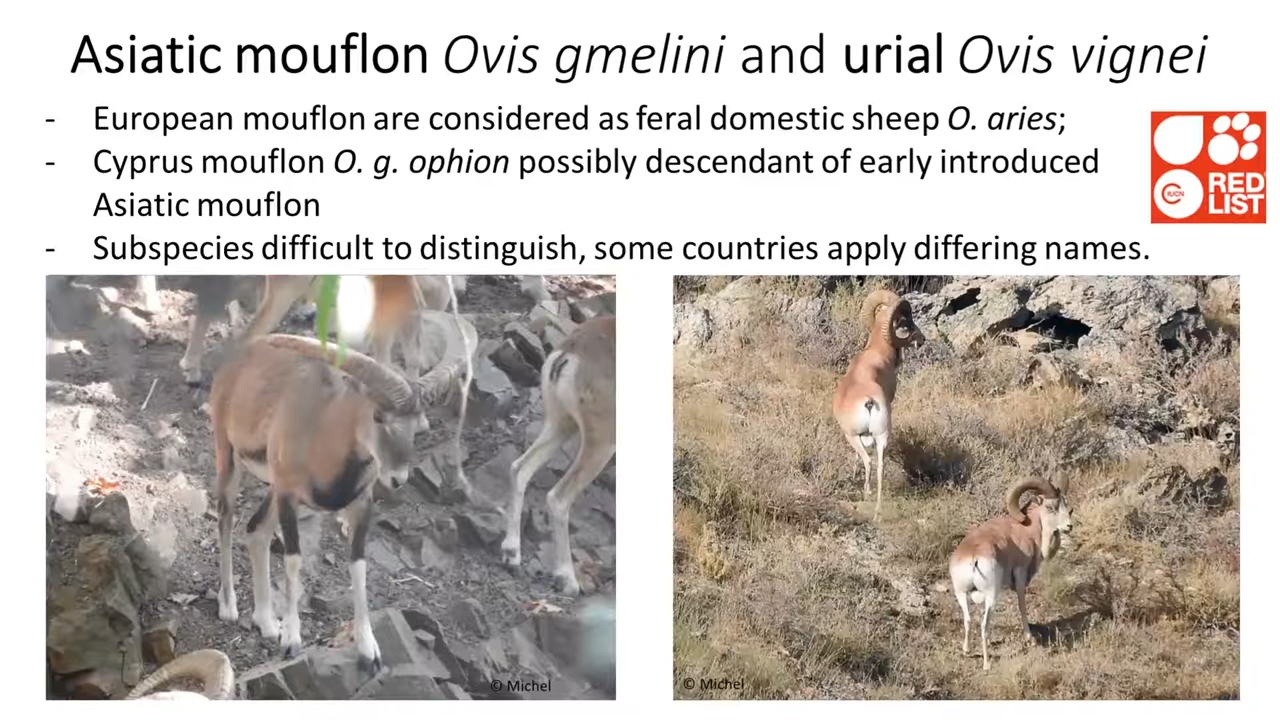 Asiatic mouflon Ovis gmelini and urial Ovis vignei
- European mouflon are considered as feral domestic sheep O. aries;
- Cyprus mouflon O. g. ophion possibly descendant of early introduced
Asiatic mouflon
- Subspecies difficult to distinguish, some countries apply differing names.
IUCN
RED
LIST
© Michel
© Michel